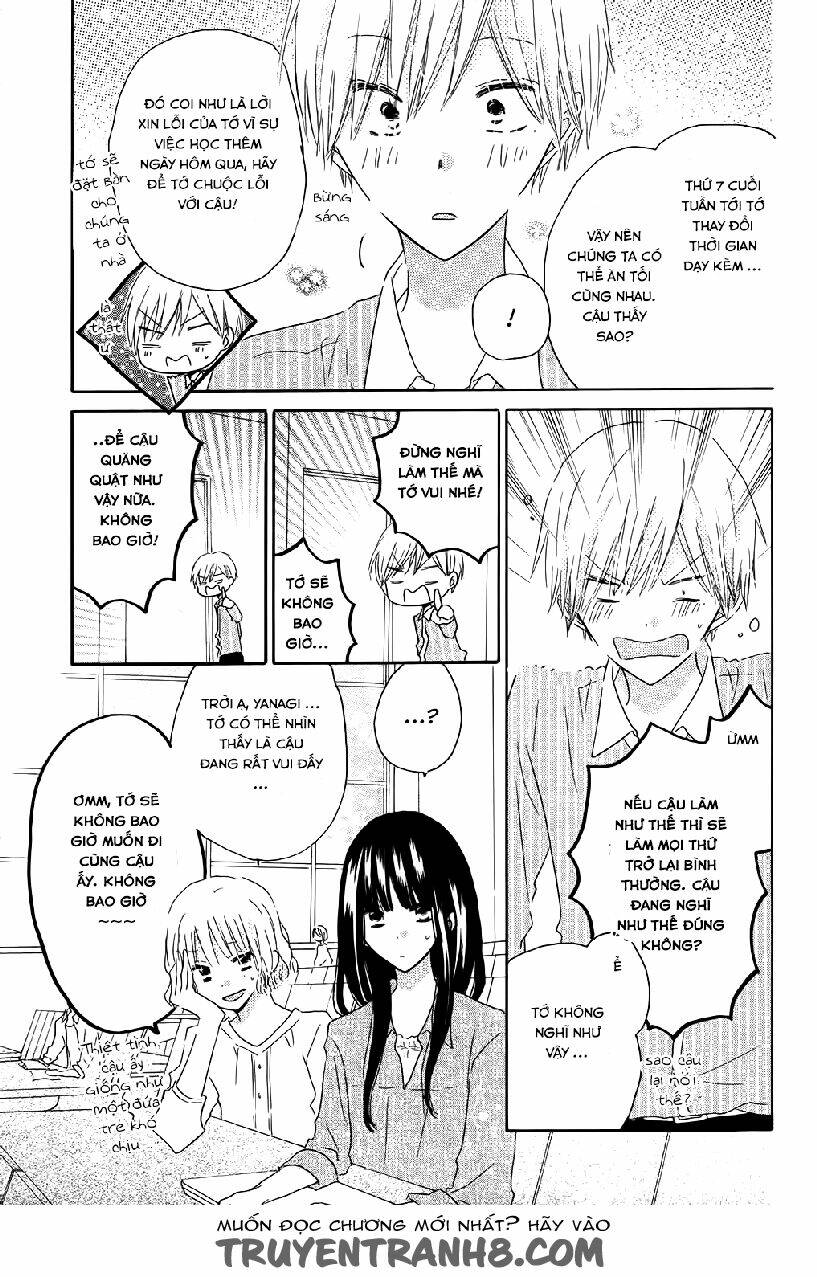 THỨ 7 CUỐI
TUẦN TỚI TỚ
THAY ĐỔI
THỜI GIAN
DẠY KÈM ...
VẬY NÊN
CHÚNG TA CÓ
THỂ ĂN TỐI
CÙNG NHAU.
CẬU THẤY
SAO?
!
Bừng
sáng
ĐÓ COI NHƯ LÀ LỜI
XIN LỖI CỦA TỚ VÌ SỰ
VIỆC HỌC THÊM
NGÀY HÔM QUA, HÃY
ĐỂ TỚ CHUỘC LỖI
VỚI CẬU!
tớ sẽ
đặt bàn
cho
chúng
ta ở
nhà
là
thật
ư
ỪMM
NẾU CẬU LÀM
NHƯ THẾ THÌ SẼ
LÀM MỌI THỨ
TRỞ LẠI BÌNH
THƯỜNG. CẬU
ĐANG NGHĨ
NHƯ THẾ ĐÚNG
KHÔNG?
Ể
TỚ KHÔNG
NGHĨ NHƯ
VẬY ...
sao cậu
lại nói
thế?
ĐỪNG NGHĨ
LÀM THẾ MÀ
TỚ VUI NHÉ!
TỚ SẼ
KHÔNG
BAO
GIỜ...
..ĐỂ CẬU
QUÀNG
QUẬT NHƯ
VẬY NỮA.
KHÔNG
BAO GIỜ!
...?
TRỜI Ạ, YANAGI ...
TỚ CÓ THỂ NHÌN
THẤY LÀ CẬU
ĐANG RẤT VUI ĐẤY
...
ƠMM, TỚ SẼ
KHÔNG BAO
GIỜ MUỐN ĐI
CÙNG CẬU
ẤY. KHÔNG
BAO GIỜ
~~~
Thiệt tình,
cậu ấy
giống như
một đứa
trẻ khó
chịu
MUỐN ĐỌC CHƯƠNG MỚI NHẤT? HÃY VÀO
TRUYENTRANH8.COM